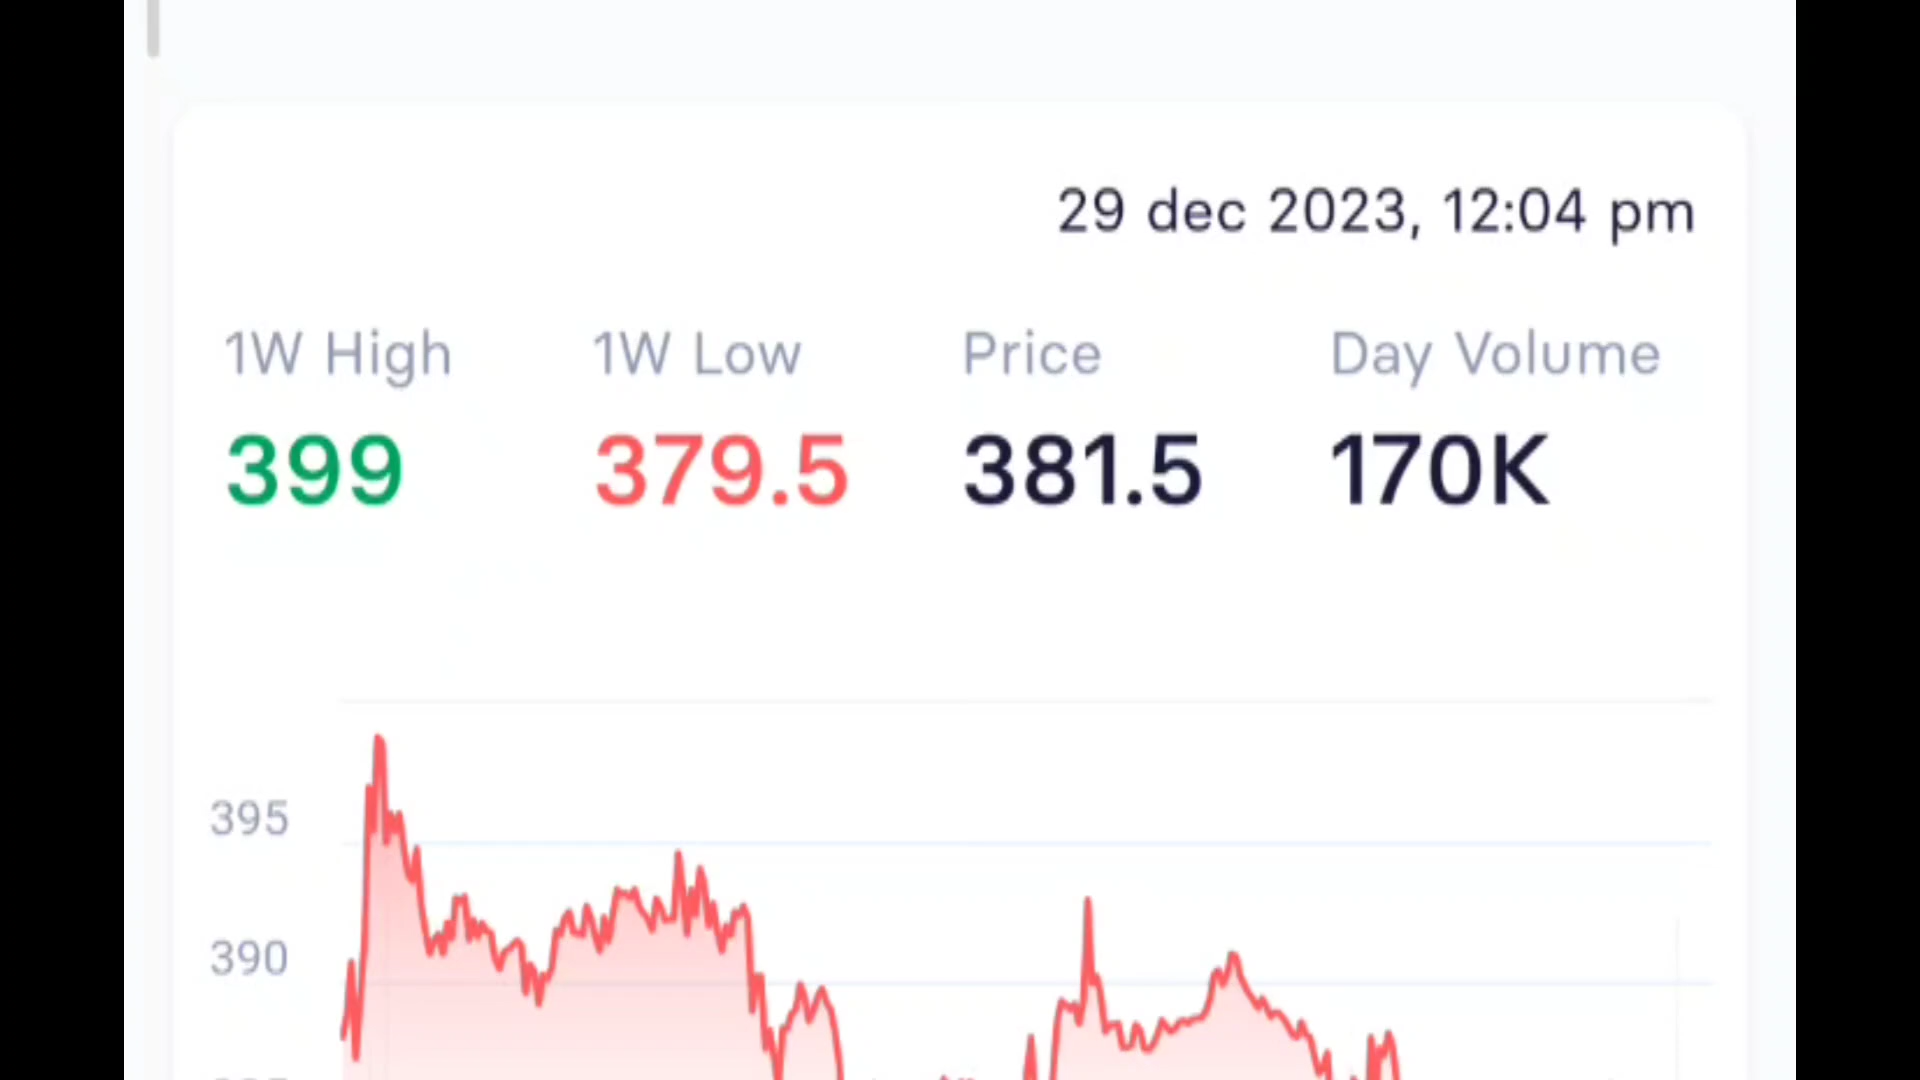 29 dec 2023, 12:04 pm
1W High 1W Low Price Day Volume
399 379.5 381.5 170K
395
390